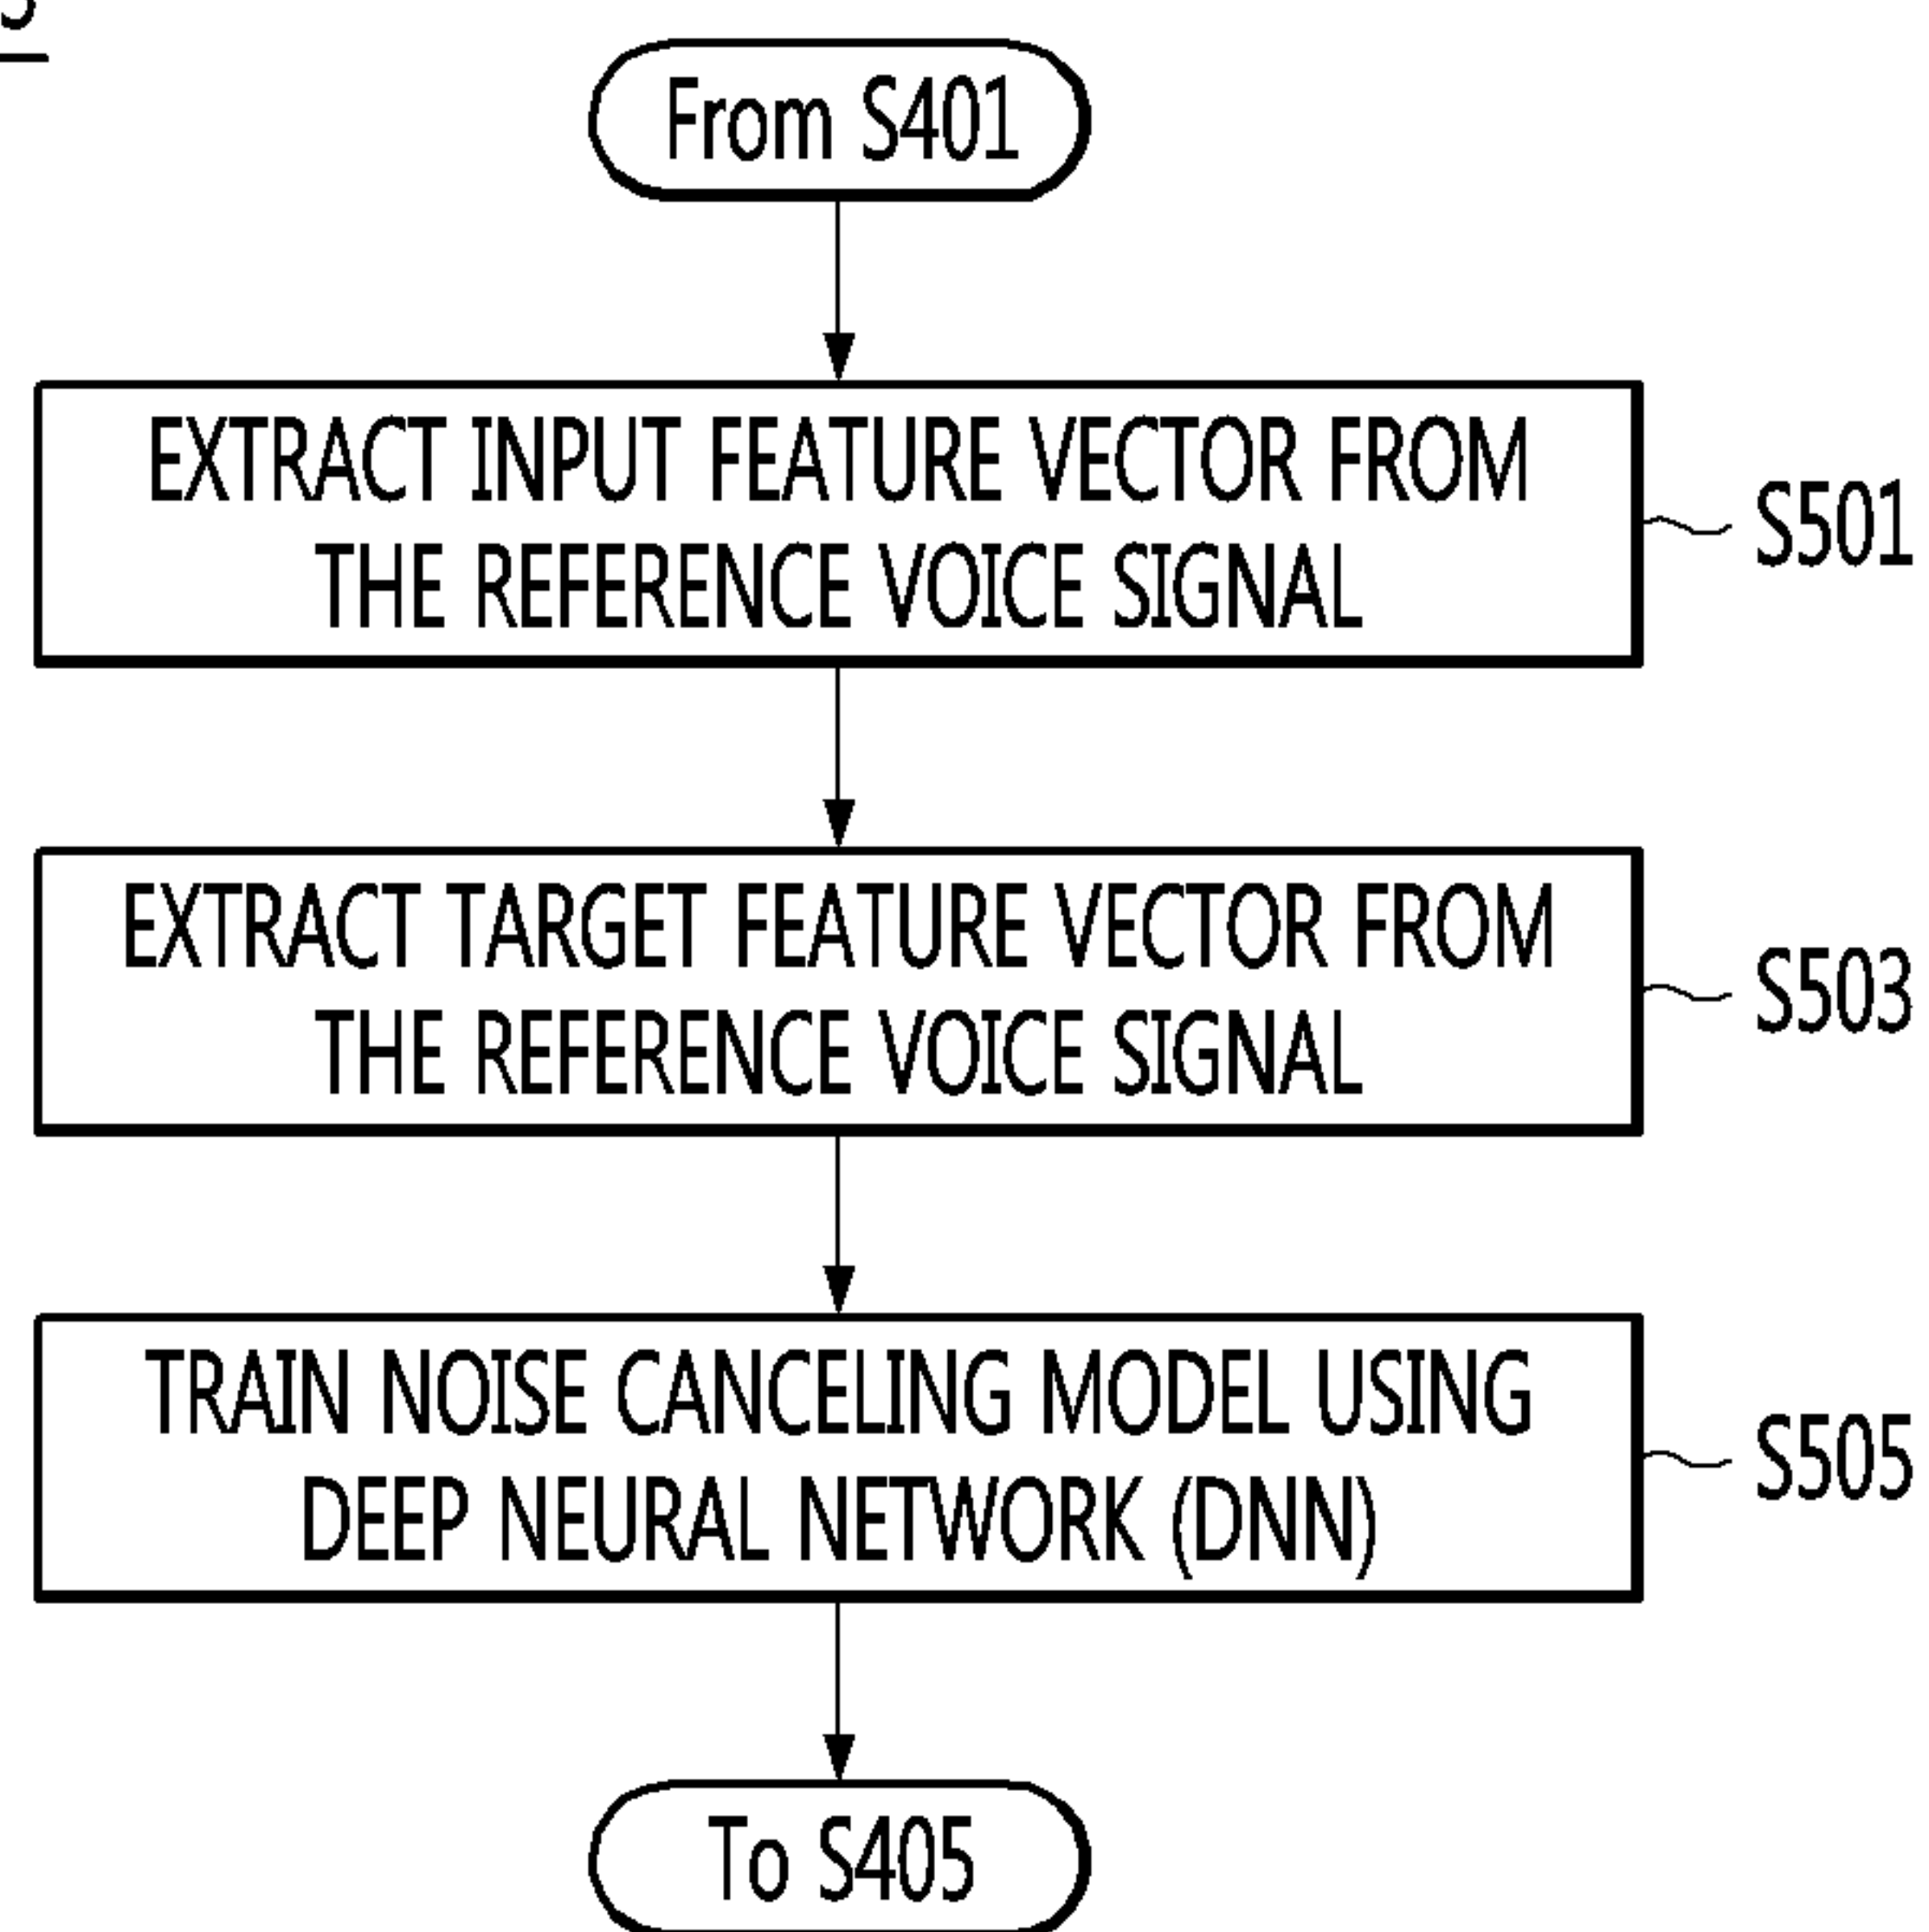 From S401
EXTRACT INPUT FEATURE VECTOR FROM
THE REFERENCE VOICE SIGNAL
S501
EXTRACT TARGET FEATURE VECTOR FROM
THE REFERENCE VOICE SIGNAL
S503
TRAIN NOISE CANCELING MODEL USING
DEEP NEURAL NETWORK (DNN)
S505
To S405